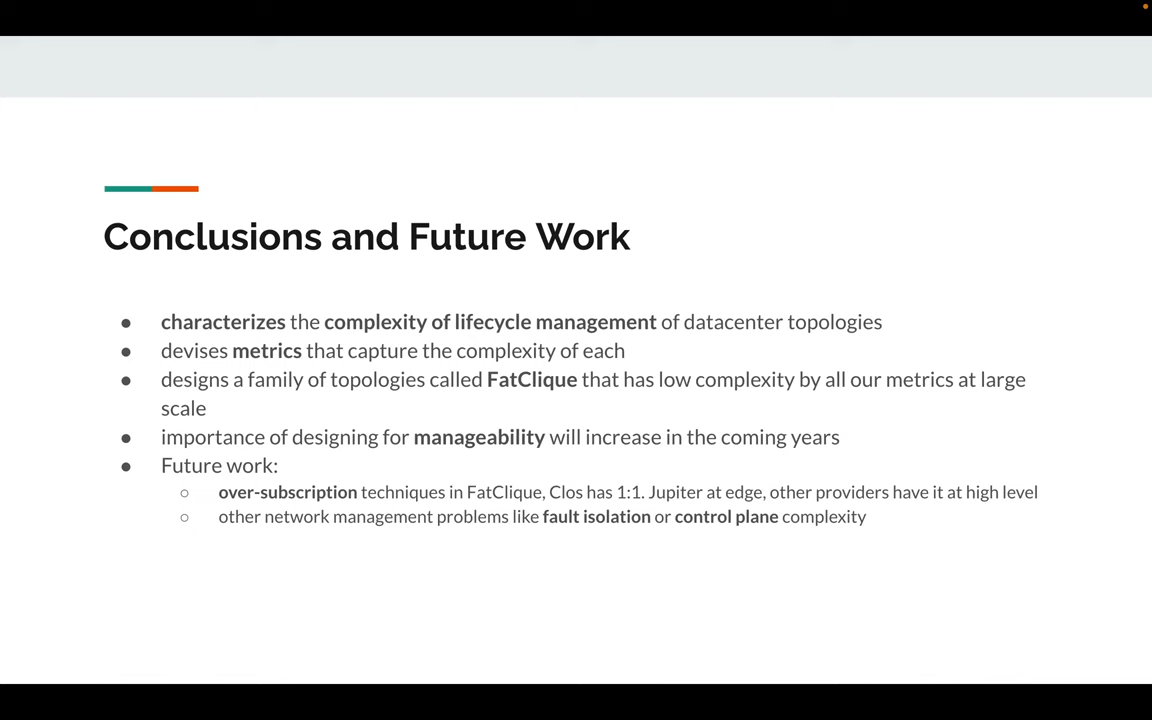 Conclusions and Future Work
● characterizes the complexity of lifecycle management of datacenter topologies
● devises metrics that capture the complexity of each
● designs a family of topologies called FatClique that has low complexity by all our metrics at large
scale
● importance of designing for manageability will increase in the coming years
● Future work:
○ over-subscription techniques in FatClique, Clos has 1:1. Jupiter at edge, other providers have it at high level
○ other network management problems like fault isolation or control plane complexity